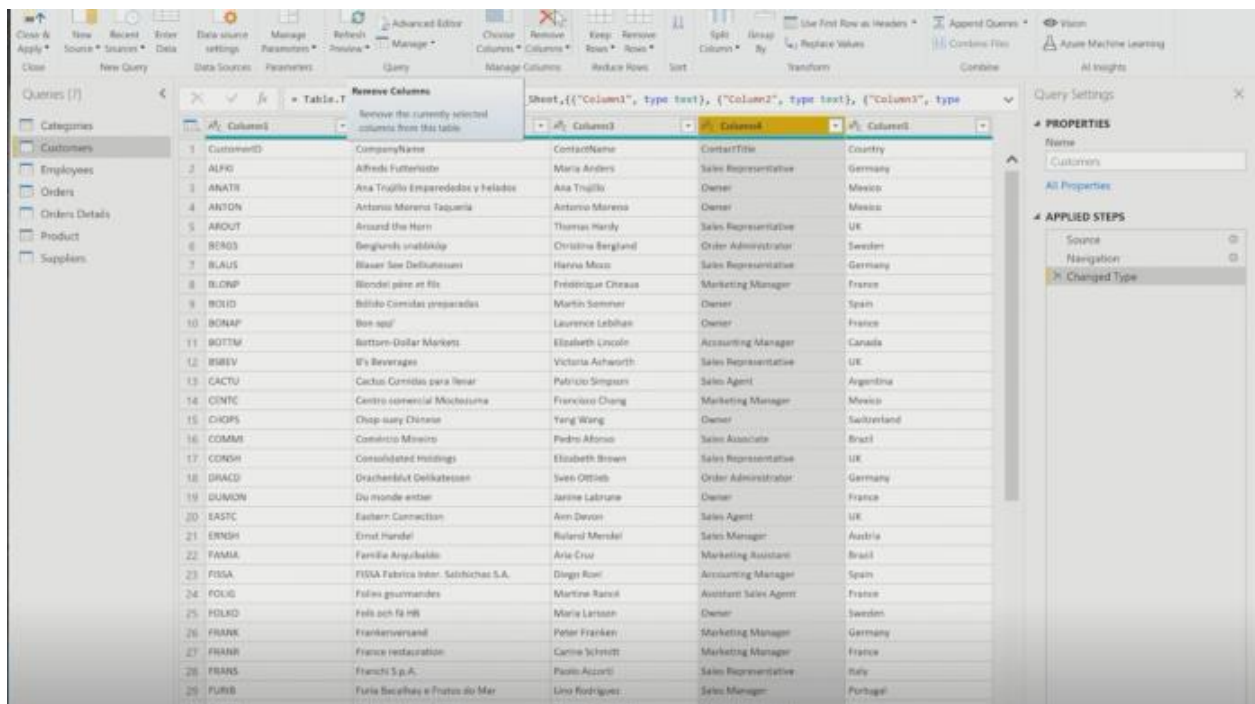 Close & Apply
New Source
Recent Sources
Enter Data
Data source settings
Manage Parameters
Refresh Preview
Advanced Editor
Manage
Choose Columns
Remove Columns
Keep Rows
Remove Rows
Split Column
Group By
Use First Row as Headers
Replace Values
Append Queries
Combine Files
Vision
Azure Machine Learning
Close
New Query
Data Sources
Parameters
Query
Manage Columns
Reduce Rows
Sort
Transform
Combine
AI Insights
Queries [7]
= Table.T
Remove Columns
Remove the currently selected
columns from this table
_Sheet,{{"Column1", type text}, {"Column2", type text}, {"Column3", type
Query Settings
Categories
Customers
Employees
Orders
Orders Details
Product
Suppliers
Column1 Column3 Column4 Column5
1 CustomerID CompanyName ContactName ContactTitle Country
2 ALFKI Alfreds Futterkiste Maria Anders Sales Representative Germany
3 ANATR Ana Trujillo Emparedados y helados Ana Trujillo Owner Mexico
4 ANTON Antonio Moreno Taquería Antonio Moreno Owner Mexico
5 AROUT Around the Horn Thomas Hardy Sales Representative UK
6 BERGS Berglunds snabbköp Christina Berglund Order Administrator Sweden
7 BLAUS Blauer See Delikatessen Hanna Moos Sales Representative Germany
8 BLONP Blondel père et fils Frédérique Citeaux Marketing Manager France
9 BOLID Bólido Comidas preparadas Martín Sommer Owner Spain
10 BONAP Bon app' Laurence Lebihan Owner France
11 BOTTM Bottom-Dollar Markets Elizabeth Lincoln Accounting Manager Canada
12 BSBEV B's Beverages Victoria Ashworth Sales Representative UK
13 CACTU Cactus Comidas para llevar Patricio Simpson Sales Agent Argentina
14 CENTC Centro comercial Moctezuma Francisco Chang Marketing Manager Mexico
15 CHOPS Chop-suey Chinese Yang Wang Owner Switzerland
16 COMMI Comércio Mineiro Pedro Afonso Sales Associate Brazil
17 CONSH Consolidated Holdings Elizabeth Brown Sales Representative UK
18 DRACD Drachenblut Delikatessen Sven Ottlieb Order Administrator Germany
19 DUMON Du monde entier Janine Labrune Owner France
20 EASTC Eastern Connection Ann Devon Sales Agent UK
21 ERNSH Ernst Handel Roland Mendel Sales Manager Austria
22 FAMIA Familia Arquibaldo Aria Cruz Marketing Assistant Brazil
23 FISSA FISSA Fabrica Inter. Salchichas S.A. Diego Roel Accounting Manager Spain
24 FOLIG Folies gourmandes Martine Rancé Assistant Sales Agent France
25 FOLKO Folk och fä HB Maria Larsson Owner Sweden
26 FRANK Frankenversand Peter Franken Marketing Manager Germany
27 FRANR France restauration Carine Schmitt Marketing Manager France
28 FRANS Franchi S.p.A. Paolo Accorti Sales Representative Italy
29 FURIB Furia Bacalhau e Frutos do Mar Lino Rodriguez Sales Manager Portugal
PROPERTIES
Name
Customers
All Properties
APPLIED STEPS
Source
Navigation
Changed Type